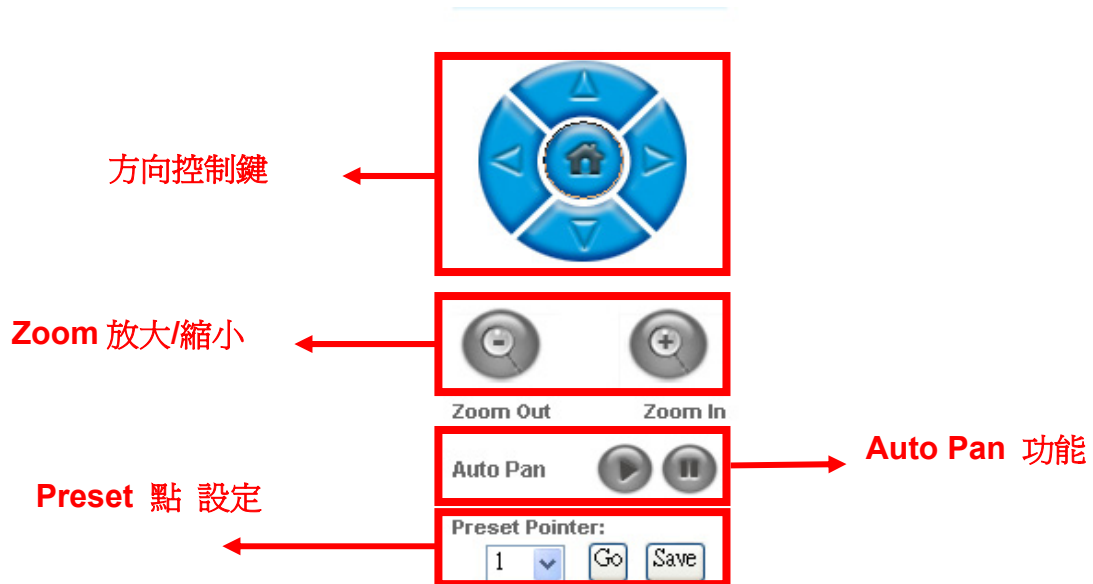 方向控制鍵
Zoom 放大/縮小
Zoom Out Zoom In
Auto Pan
Auto Pan 功能
Preset 點 設定
Preset Pointer:
1 Go Save